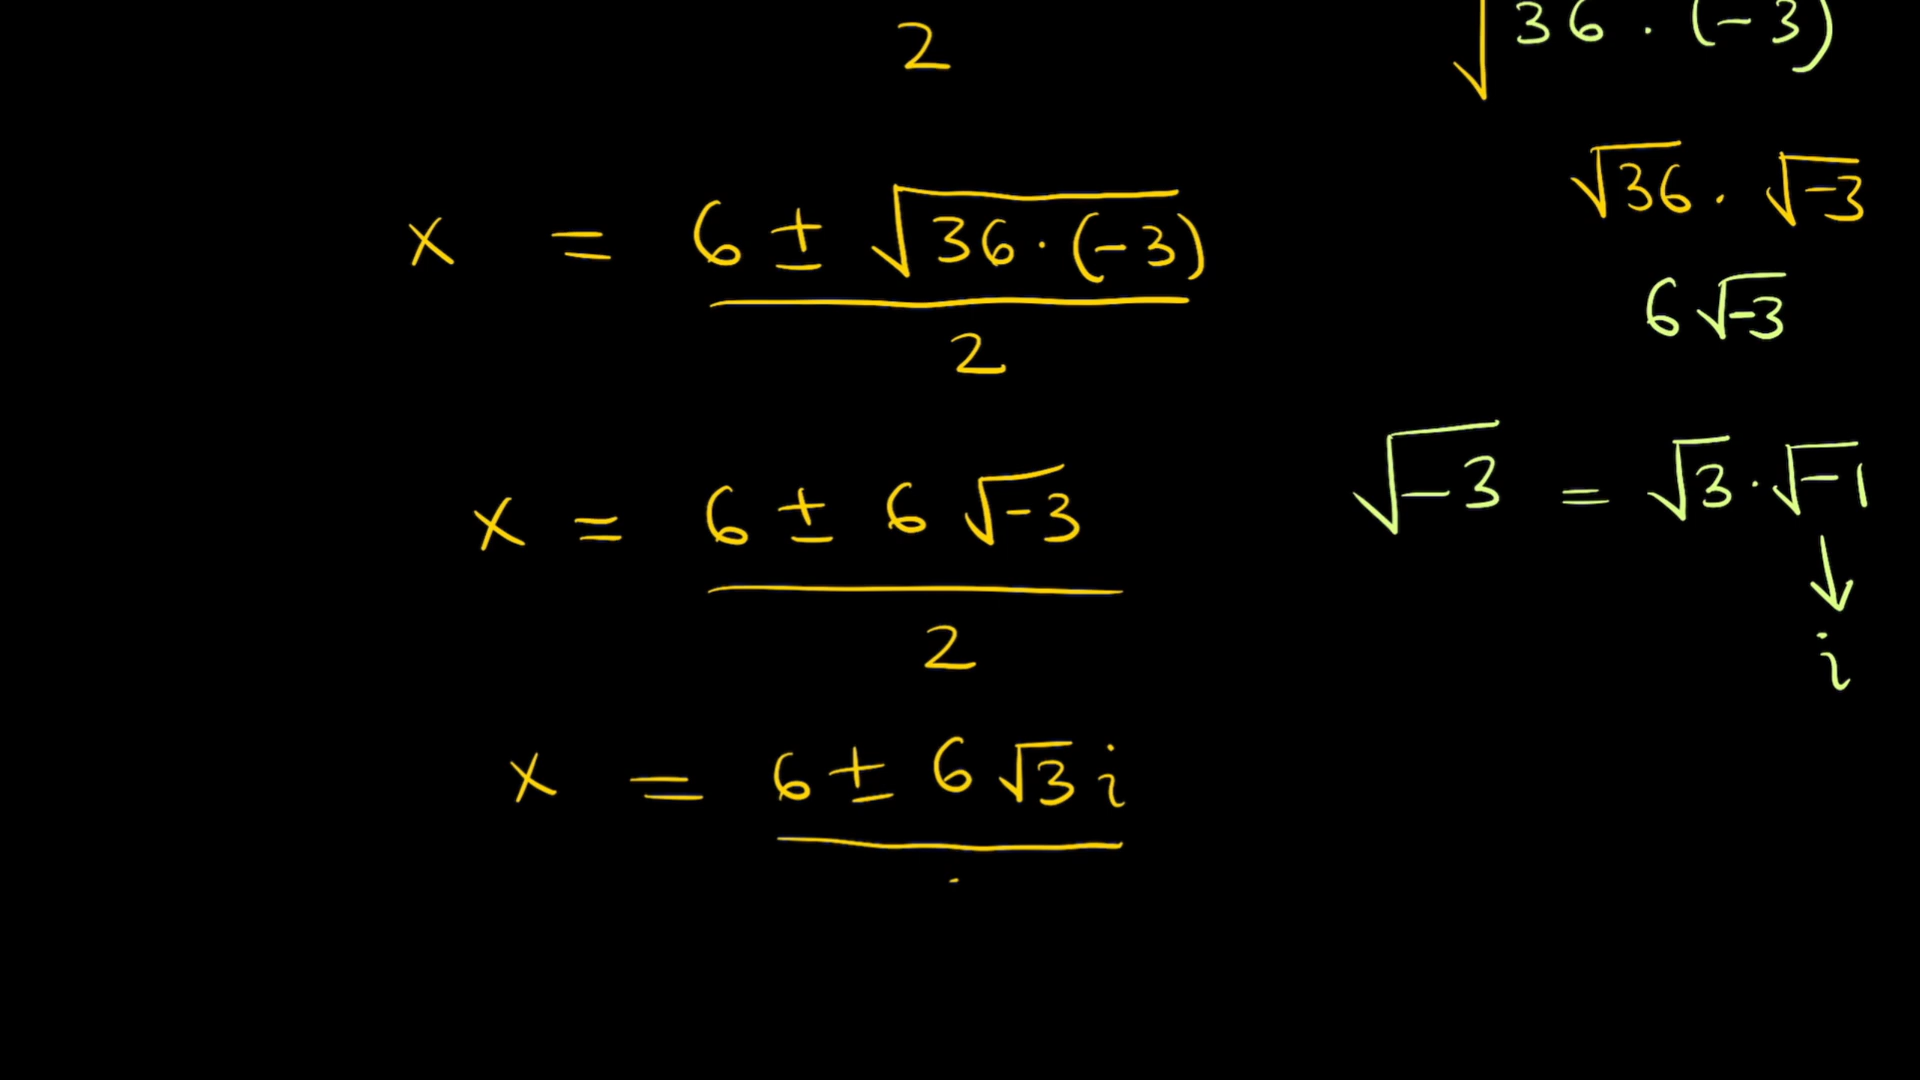 2
√36 · (-3)
√36 · √-3
x = 6 ± √36 · (-3)
2
6√-3
√-3 = √3 · √-1
x = 6 ± 6√-3
2
↓
i
x = 6 ± 6√3 i